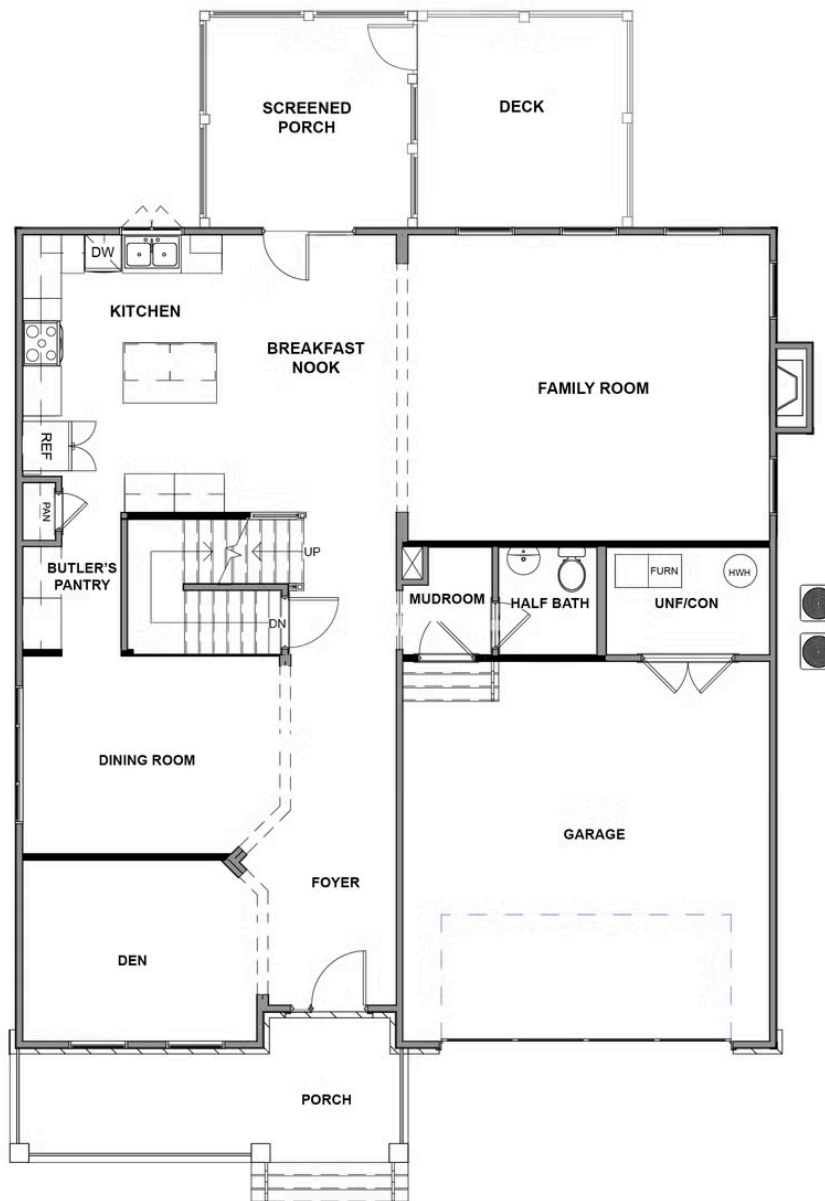 SCREENED
PORCH
DECK
DW
KITCHEN
BREAKFAST
NOOK
FAMILY ROOM
REF
PAN
UP
BUTLER'S
PANTRY
MUDROOM
HALF BATH
FURN
HWH
UNF/CON
DN
DINING ROOM
GARAGE
FOYER
DEN
PORCH